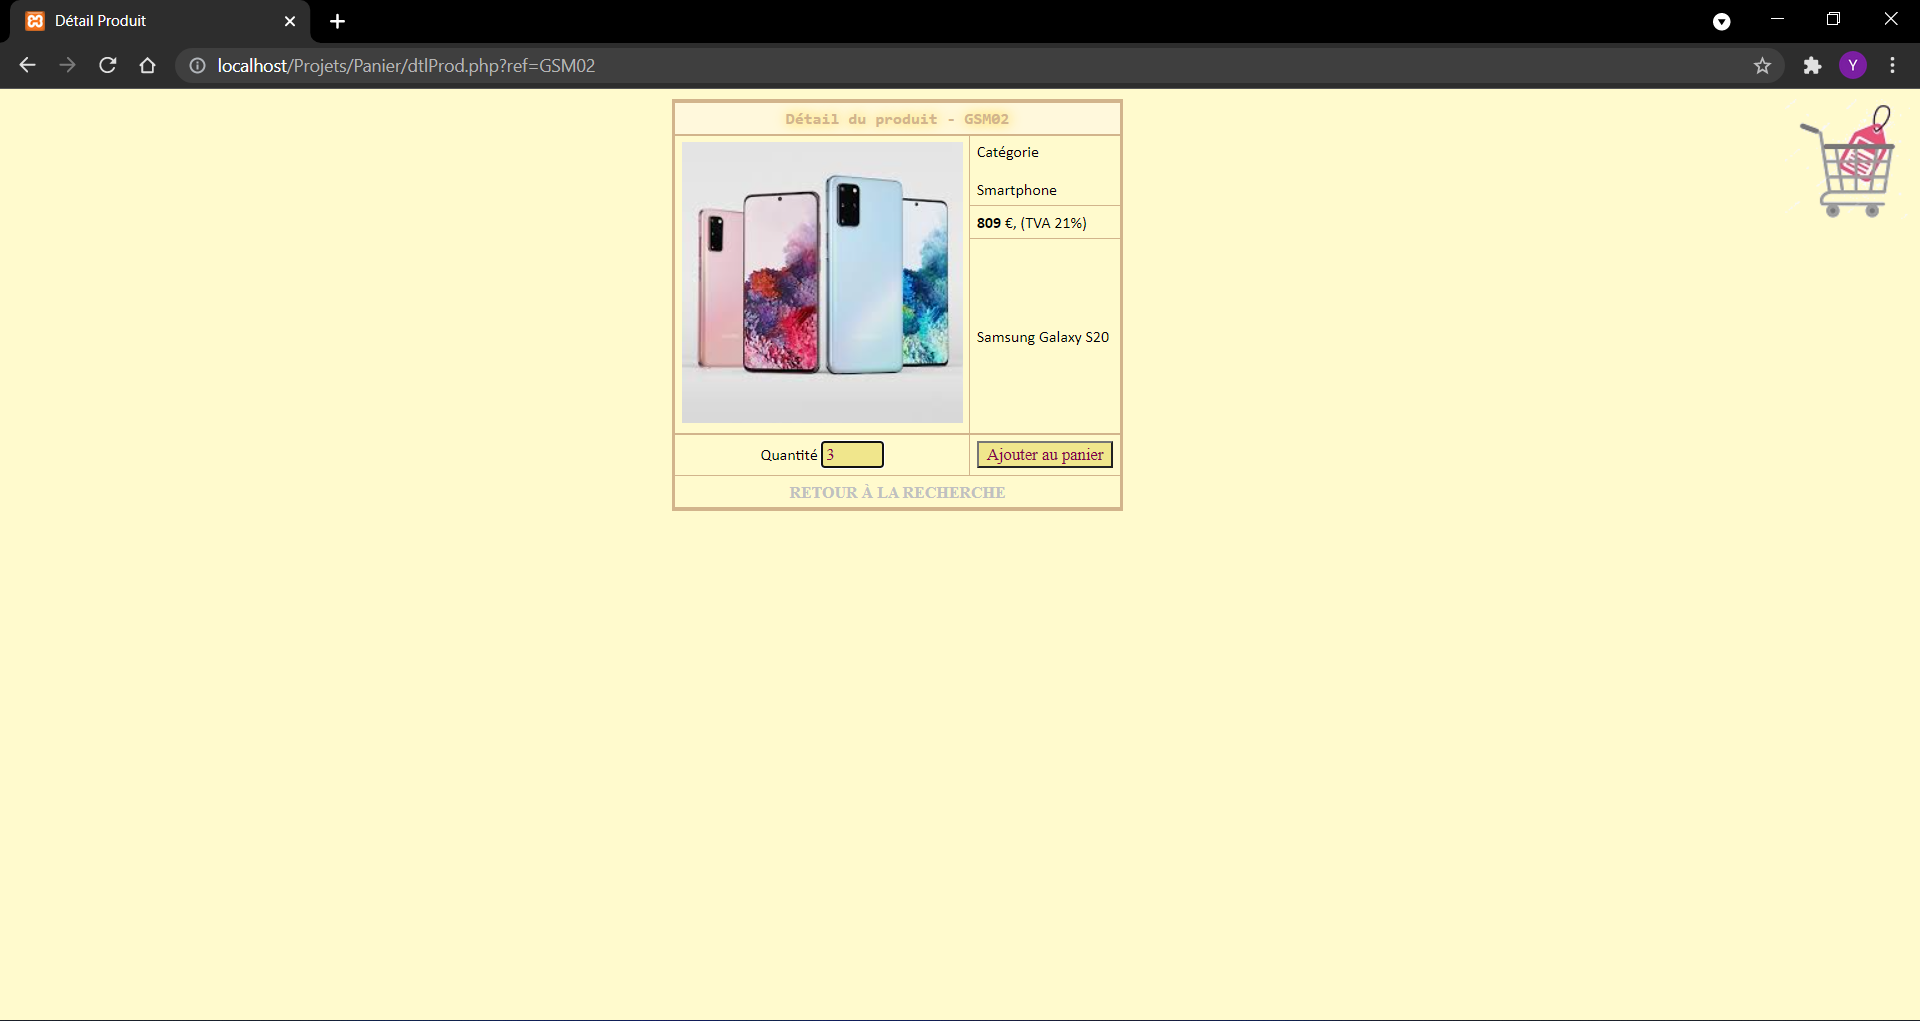 Détail Produit
localhost/Projets/Panier/dtlProd.php?ref=GSM02
Y
Détail du produit - GSM02
Catégorie
Smartphone
809 €, (TVA 21%)
Samsung Galaxy S20
Quantité 3
Ajouter au panier
RETOUR À LA RECHERCHE